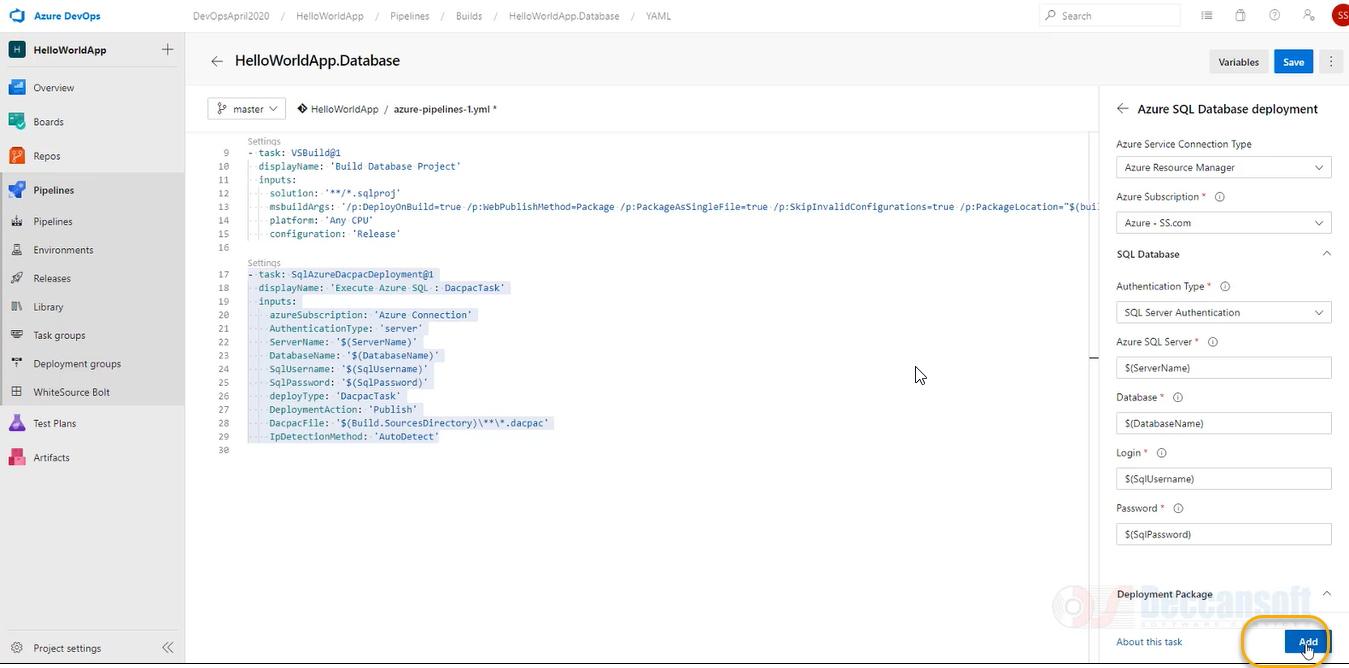 Azure DevOps
DevOpsApril2020 / HelloWorldApp / Pipelines / Builds / HelloWorldApp.Database / YAML
Search
SS
H HelloWorldApp
HelloWorldApp.Database
Variables
Save
Overview
Boards
Repos
Pipelines
Pipelines
Environments
Releases
Library
Task groups
Deployment groups
WhiteSource Bolt
Test Plans
Artifacts
Project settings
master
HelloWorldApp / azure-pipelines-1.yml *
Settings
9 - task: VSBuild@1
10 displayName: 'Build Database Project'
11 inputs:
12 solution: '**/*.sqlproj'
13 msbuildArgs: '/p:DeployOnBuild=true /p:WebPublishMethod=Package /p:PackageAsSingleFile=true /p:SkipInvalidConfigurations=true /p:PackageLocation="$(buil
14 platform: 'Any CPU'
15 configuration: 'Release'
16
Settings
17 - task: SqlAzureDacpacDeployment@1
18 displayName: 'Execute Azure SQL : DacpacTask'
19 inputs:
20 azureSubscription: 'Azure Connection'
21 AuthenticationType: 'server'
22 ServerName: '$(ServerName)'
23 DatabaseName: '$(DatabaseName)'
24 SqlUsername: '$(SqlUsername)'
25 SqlPassword: '$(SqlPassword)'
26 deployType: 'DacpacTask'
27 DeploymentAction: 'Publish'
28 DacpacFile: '$(Build.SourcesDirectory)\**\*.dacpac'
29 IpDetectionMethod: 'AutoDetect'
30
Azure SQL Database deployment
Azure Service Connection Type
Azure Resource Manager
Azure Subscription *
Azure - SS.com
SQL Database
Authentication Type *
SQL Server Authentication
Azure SQL Server *
$(ServerName)
Database *
$(DatabaseName)
Login *
$(SqlUsername)
Password *
$(SqlPassword)
Deployment Package
Deccansoft
About this task
Add